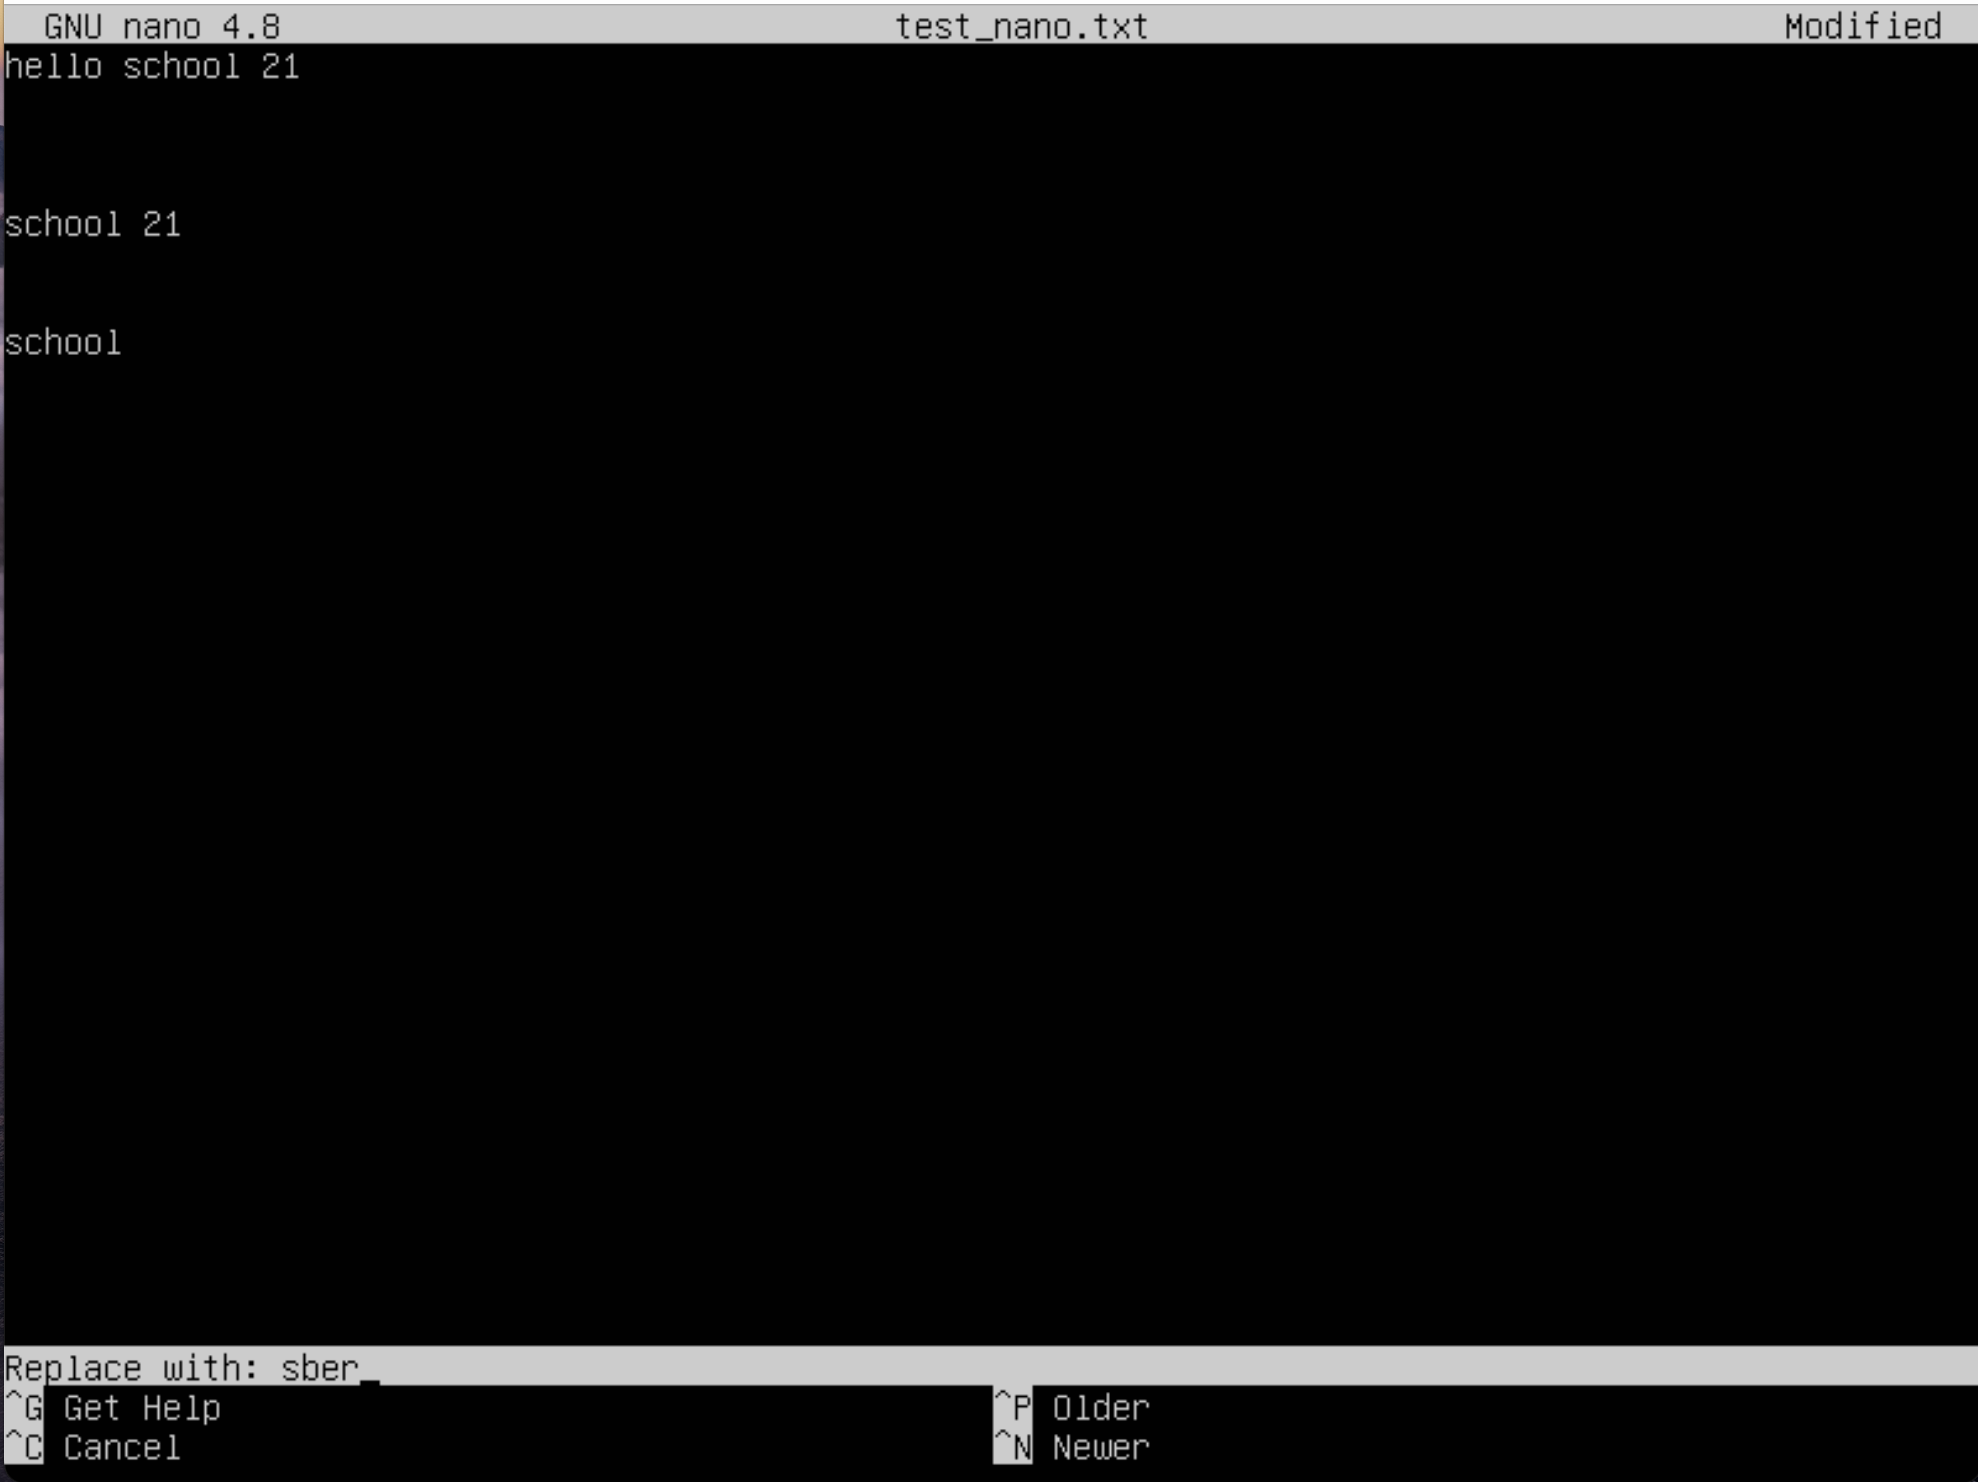 GNU nano 4.8 test_nano.txt Modified
hello school 21
school 21
school
Replace with: sber_
^G Get Help ^P Older
^C Cancel ^N Newer